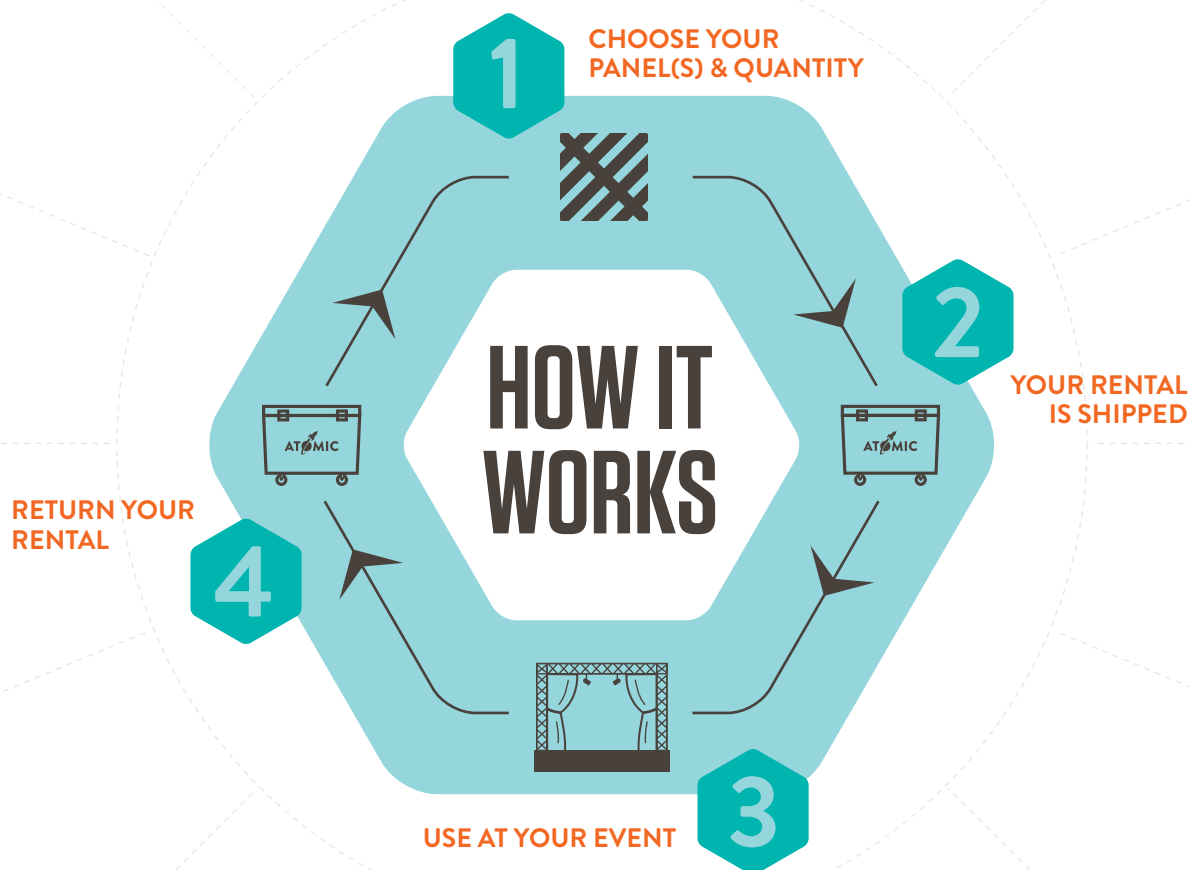 1
CHOOSE YOUR
PANEL(S) & QUANTITY
2
YOUR RENTAL
IS SHIPPED
ATOMIC
HOW IT
WORKS
3
USE AT YOUR EVENT
4
RETURN YOUR
RENTAL
ATOMIC